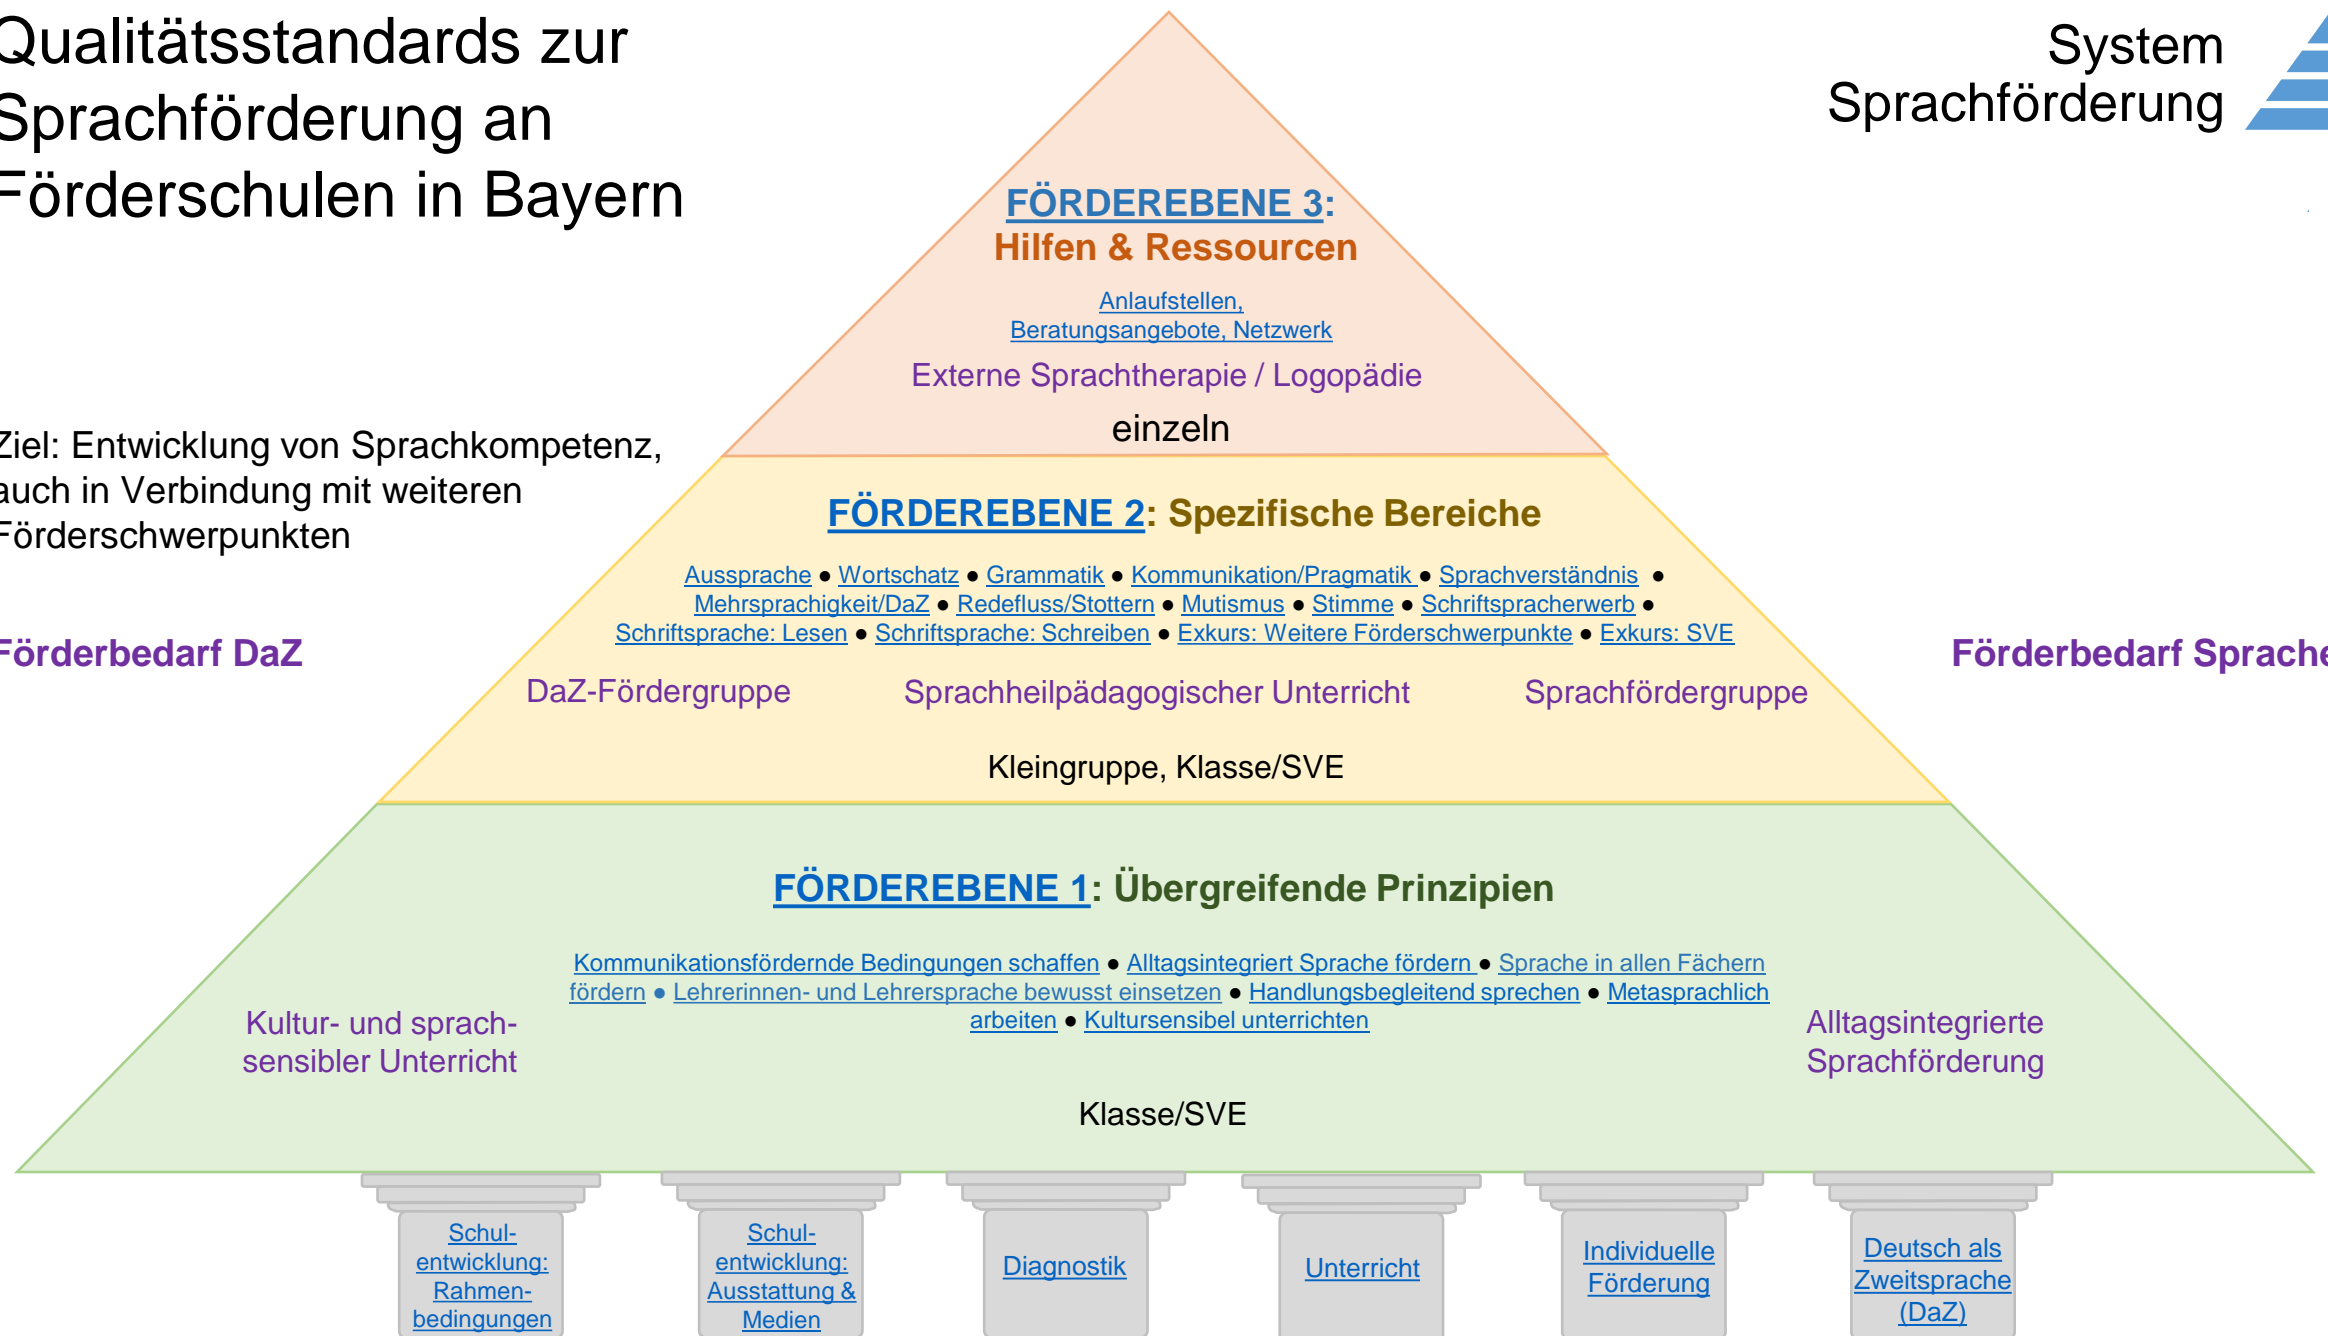 Qualitätsstandards zur
Sprachförderung an
Förderschulen in Bayern
System
Sprachförderung
FÖRDEREBENE 3:
Hilfen & Ressourcen
Anlaufstellen,
Beratungsangebote, Netzwerk
Externe Sprachtherapie / Logopädie
einzeln
Ziel: Entwicklung von Sprachkompetenz,
auch in Verbindung mit weiteren
Förderschwerpunkten
FÖRDEREBENE 2: Spezifische Bereiche
Aussprache ● Wortschatz ● Grammatik ● Kommunikation/Pragmatik ● Sprachverständnis ●
Mehrsprachigkeit/DaZ ● Redefluss/Stottern ● Mutismus ● Stimme ● Schriftspracherwerb ●
Schriftsprache: Lesen ● Schriftsprache: Schreiben ● Exkurs: Weitere Förderschwerpunkte ● Exkurs: SVE
Förderbedarf DaZ
Förderbedarf Sprache
DaZ-Fördergruppe
Sprachheilpädagogischer Unterricht
Sprachfördergruppe
Kleingruppe, Klasse/SVE
FÖRDEREBENE 1: Übergreifende Prinzipien
Kommunikationsfördernde Bedingungen schaffen ● Alltagsintegriert Sprache fördern ● Sprache in allen Fächern
fördern ● Lehrerinnen- und Lehrersprache bewusst einsetzen ● Handlungsbegleitend sprechen ● Metasprachlich
arbeiten ● Kultursensibel unterrichten
Kultur- und sprach-
sensibler Unterricht
Alltagsintegrierte
Sprachförderung
Klasse/SVE
Schul-
entwicklung:
Rahmen-
bedingungen
Schul-
entwicklung:
Ausstattung &
Medien
Diagnostik
Unterricht
Individuelle
Förderung
Deutsch als
Zweitsprache
(DaZ)